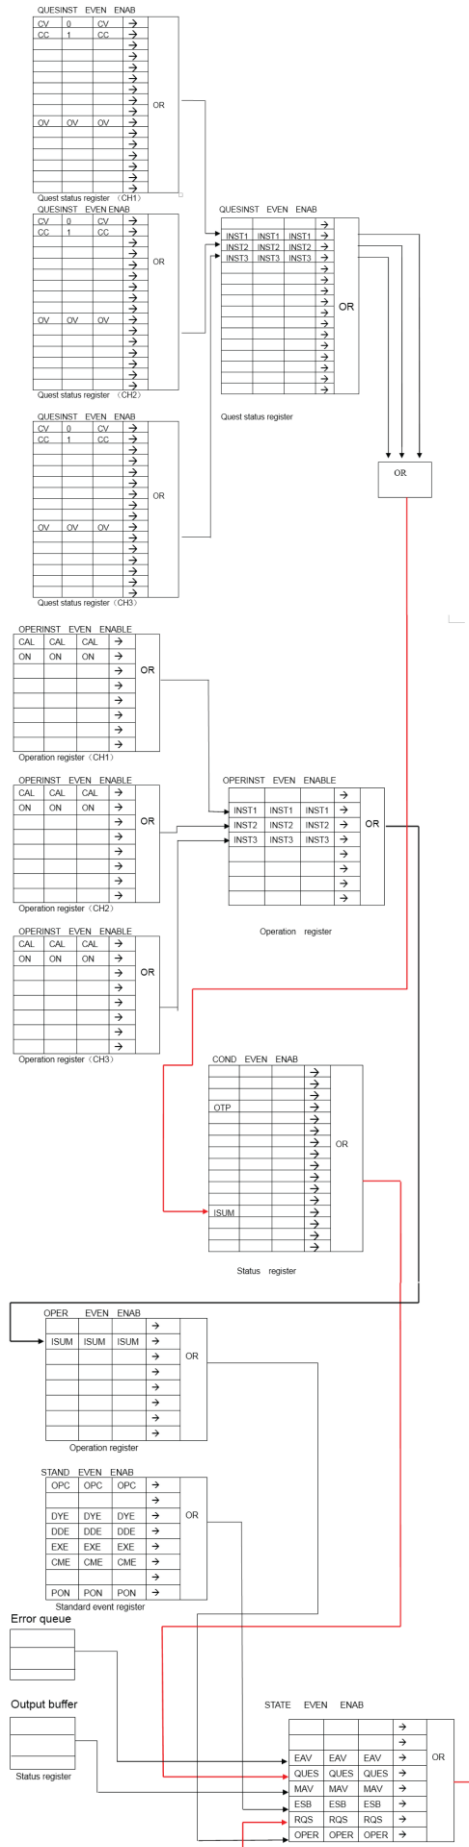 QUESINST EVEN ENAB
CV 0 CV →
CC 1 CC →
OR
OV OV OV →
Quest status register （CH1)
QUESINST EVEN ENAB
CV 0 CV →
CC 1 CC →
OR
OV OV OV →
Quest status register （CH2)
QUESINST EVEN ENAB
CV 0 CV →
CC 1 CC →
OR
OV OV OV →
Quest status register （CH3)
QUESINST EVEN ENAB
INST1 INST1 INST1 →
INST2 INST2 INST2 →
INST3 INST3 INST3 →
OR
Quest status register
OR
OPERINST EVEN ENABLE
CAL CAL CAL →
ON ON ON →
OR
Operation register（CH1)
OPERINST EVEN ENABLE
CAL CAL CAL →
ON ON ON →
OR
Operation register（CH2)
OPERINST EVEN ENABLE
CAL CAL CAL →
ON ON ON →
OR
Operation register（CH3)
OPERINST EVEN ENABLE
INST1 INST1 INST1 →
INST2 INST2 INST2 →
INST3 INST3 INST3 →
OR
Operation register
COND EVEN ENAB
OTP
OR
ISUM
Status register
OPER EVEN ENAB
ISUM ISUM ISUM →
OR
Operation register
STAND EVEN ENAB
OPC OPC OPC →
DYE DYE DYE →
OR
DDE DDE DDE →
EXE EXE EXE →
CME CME CME →
PON PON PON →
Standard event register
Error queue
Output buffer
Status register
STATE EVEN ENAB
OR
EAV EAV EAV →
QUES QUES QUES →
MAV MAV MAV →
ESB ESB ESB →
RQS RQS RQS →
OPER OPER OPER →